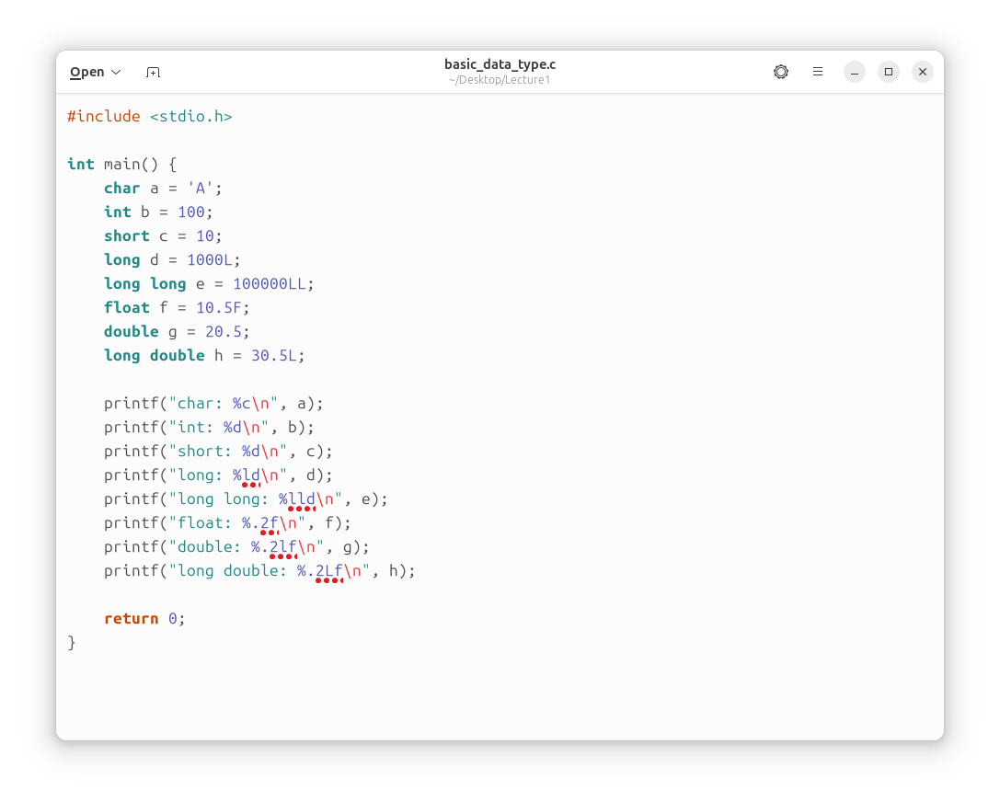 Open
basic_data_type.c
~/Desktop/Lecture1
#include <stdio.h>
int main() {
    char a = 'A';
    int b = 100;
    short c = 10;
    long d = 1000L;
    long long e = 100000LL;
    float f = 10.5F;
    double g = 20.5;
    long double h = 30.5L;
    printf("char: %c\n", a);
    printf("int: %d\n", b);
    printf("short: %d\n", c);
    printf("long: %ld\n", d);
    printf("long long: %lld\n", e);
    printf("float: %.2f\n", f);
    printf("double: %.2lf\n", g);
    printf("long double: %.2Lf\n", h);
    return 0;
}